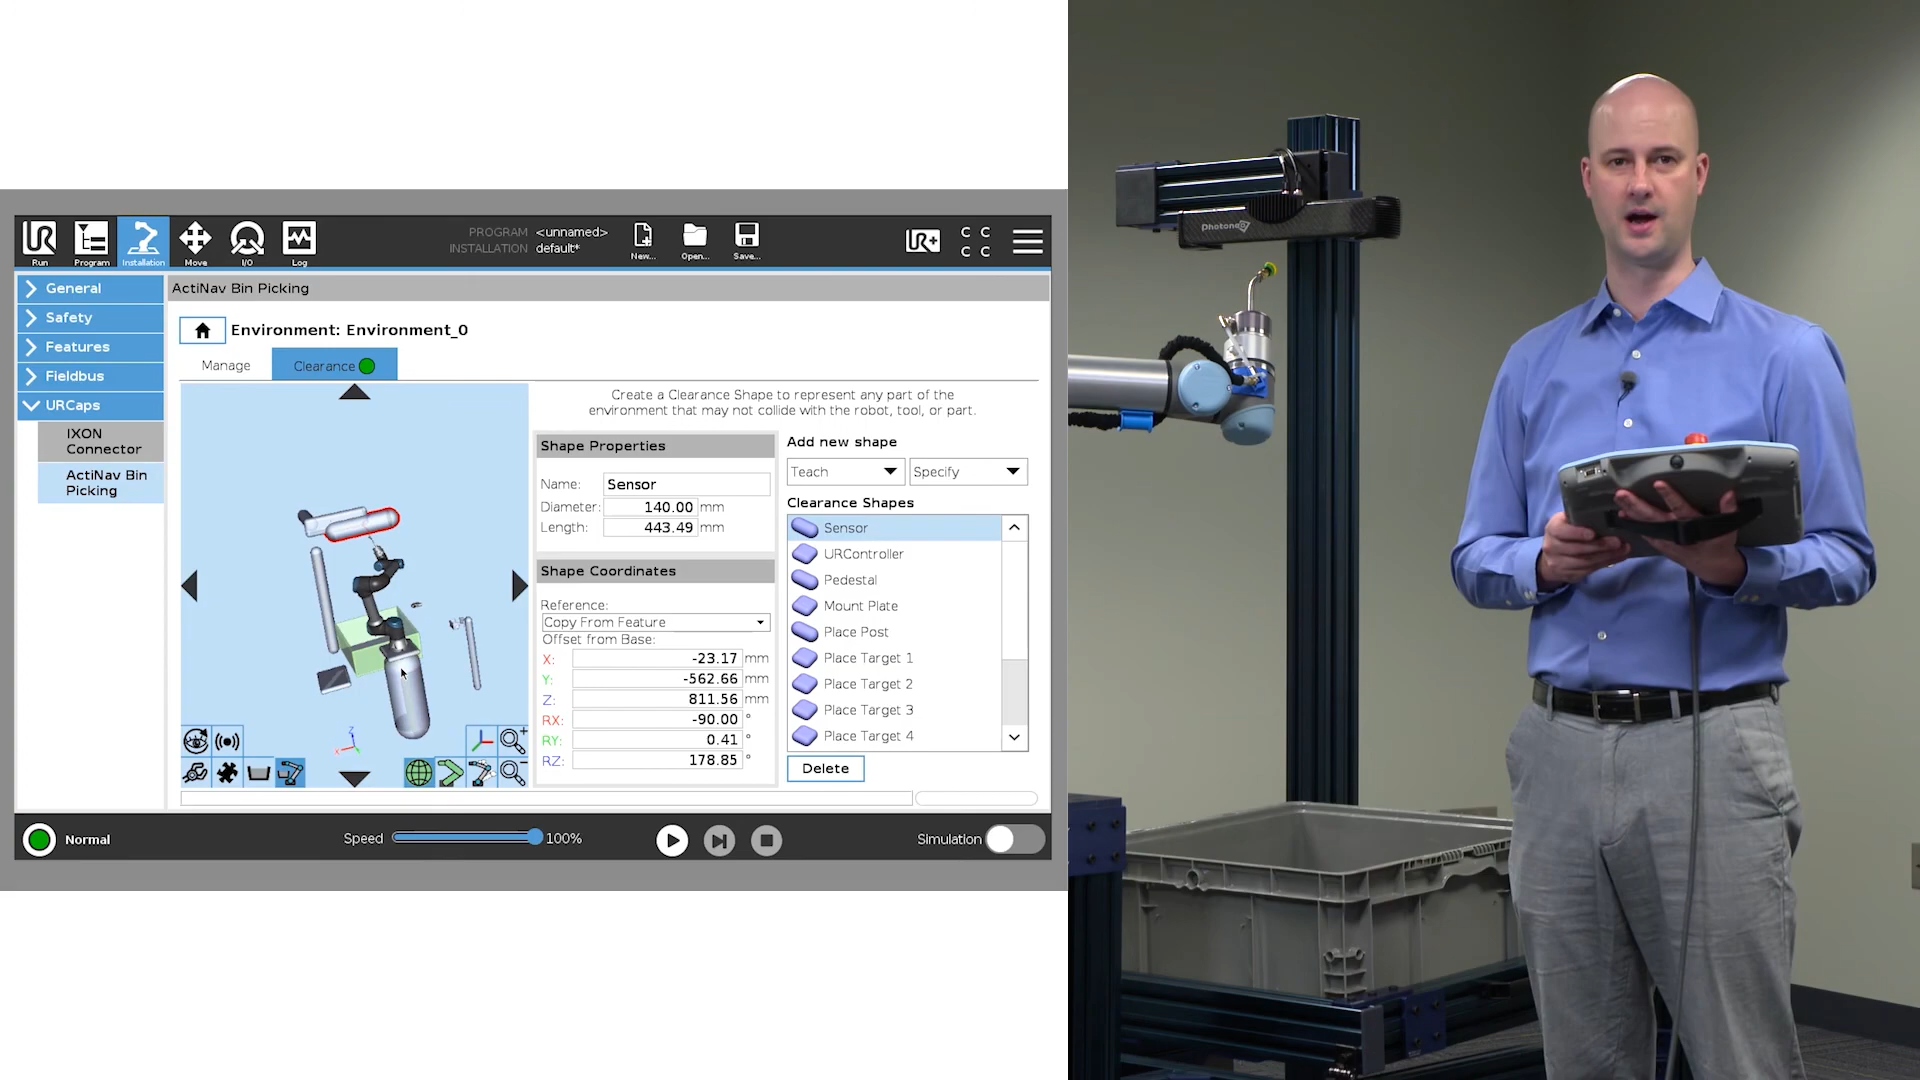 UR
Run
Program
Installation
Move
I/O
Log
PROGRAM <unnamed>
INSTALLATION default*
New...
Open...
Save...
UR+
C C
C C
General
Safety
Features
Fieldbus
URCaps
IXON
Connector
ActiNav Bin
Picking
ActiNav Bin Picking
Environment: Environment_0
Manage
Clearance
Create a Clearance Shape to represent any part of the
environment that may not collide with the robot, tool, or part.
Shape Properties
Name: Sensor
Diameter: 140.00 mm
Length: 443.49 mm
Shape Coordinates
Reference:
Copy From Feature
Offset from Base:
X: -23.17 mm
Y: -562.66 mm
Z: 811.56 mm
RX: -90.00 °
RY: 0.41 °
RZ: 178.85 °
Add new shape
Teach
Specify
Clearance Shapes
Sensor
URController
Pedestal
Mount Plate
Place Post
Place Target 1
Place Target 2
Place Target 3
Place Target 4
Delete
Normal
Speed 100%
Simulation
Photoneo